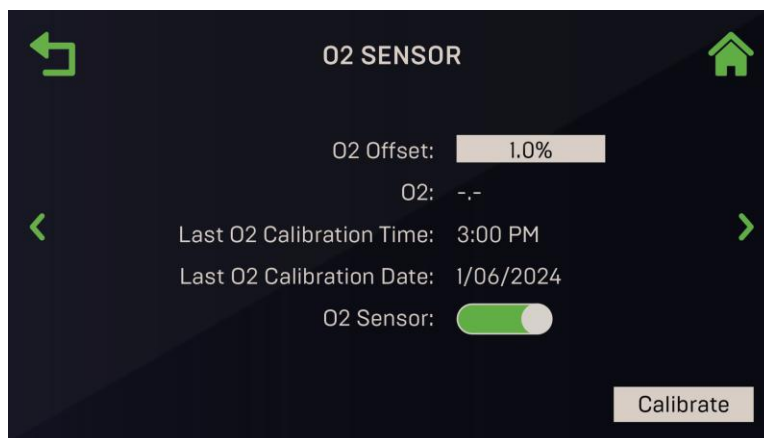 O2 SENSOR
O2 Offset: 1.0%
O2: -.-
Last O2 Calibration Time: 3:00 PM
Last O2 Calibration Date: 1/06/2024
O2 Sensor:
Calibrate